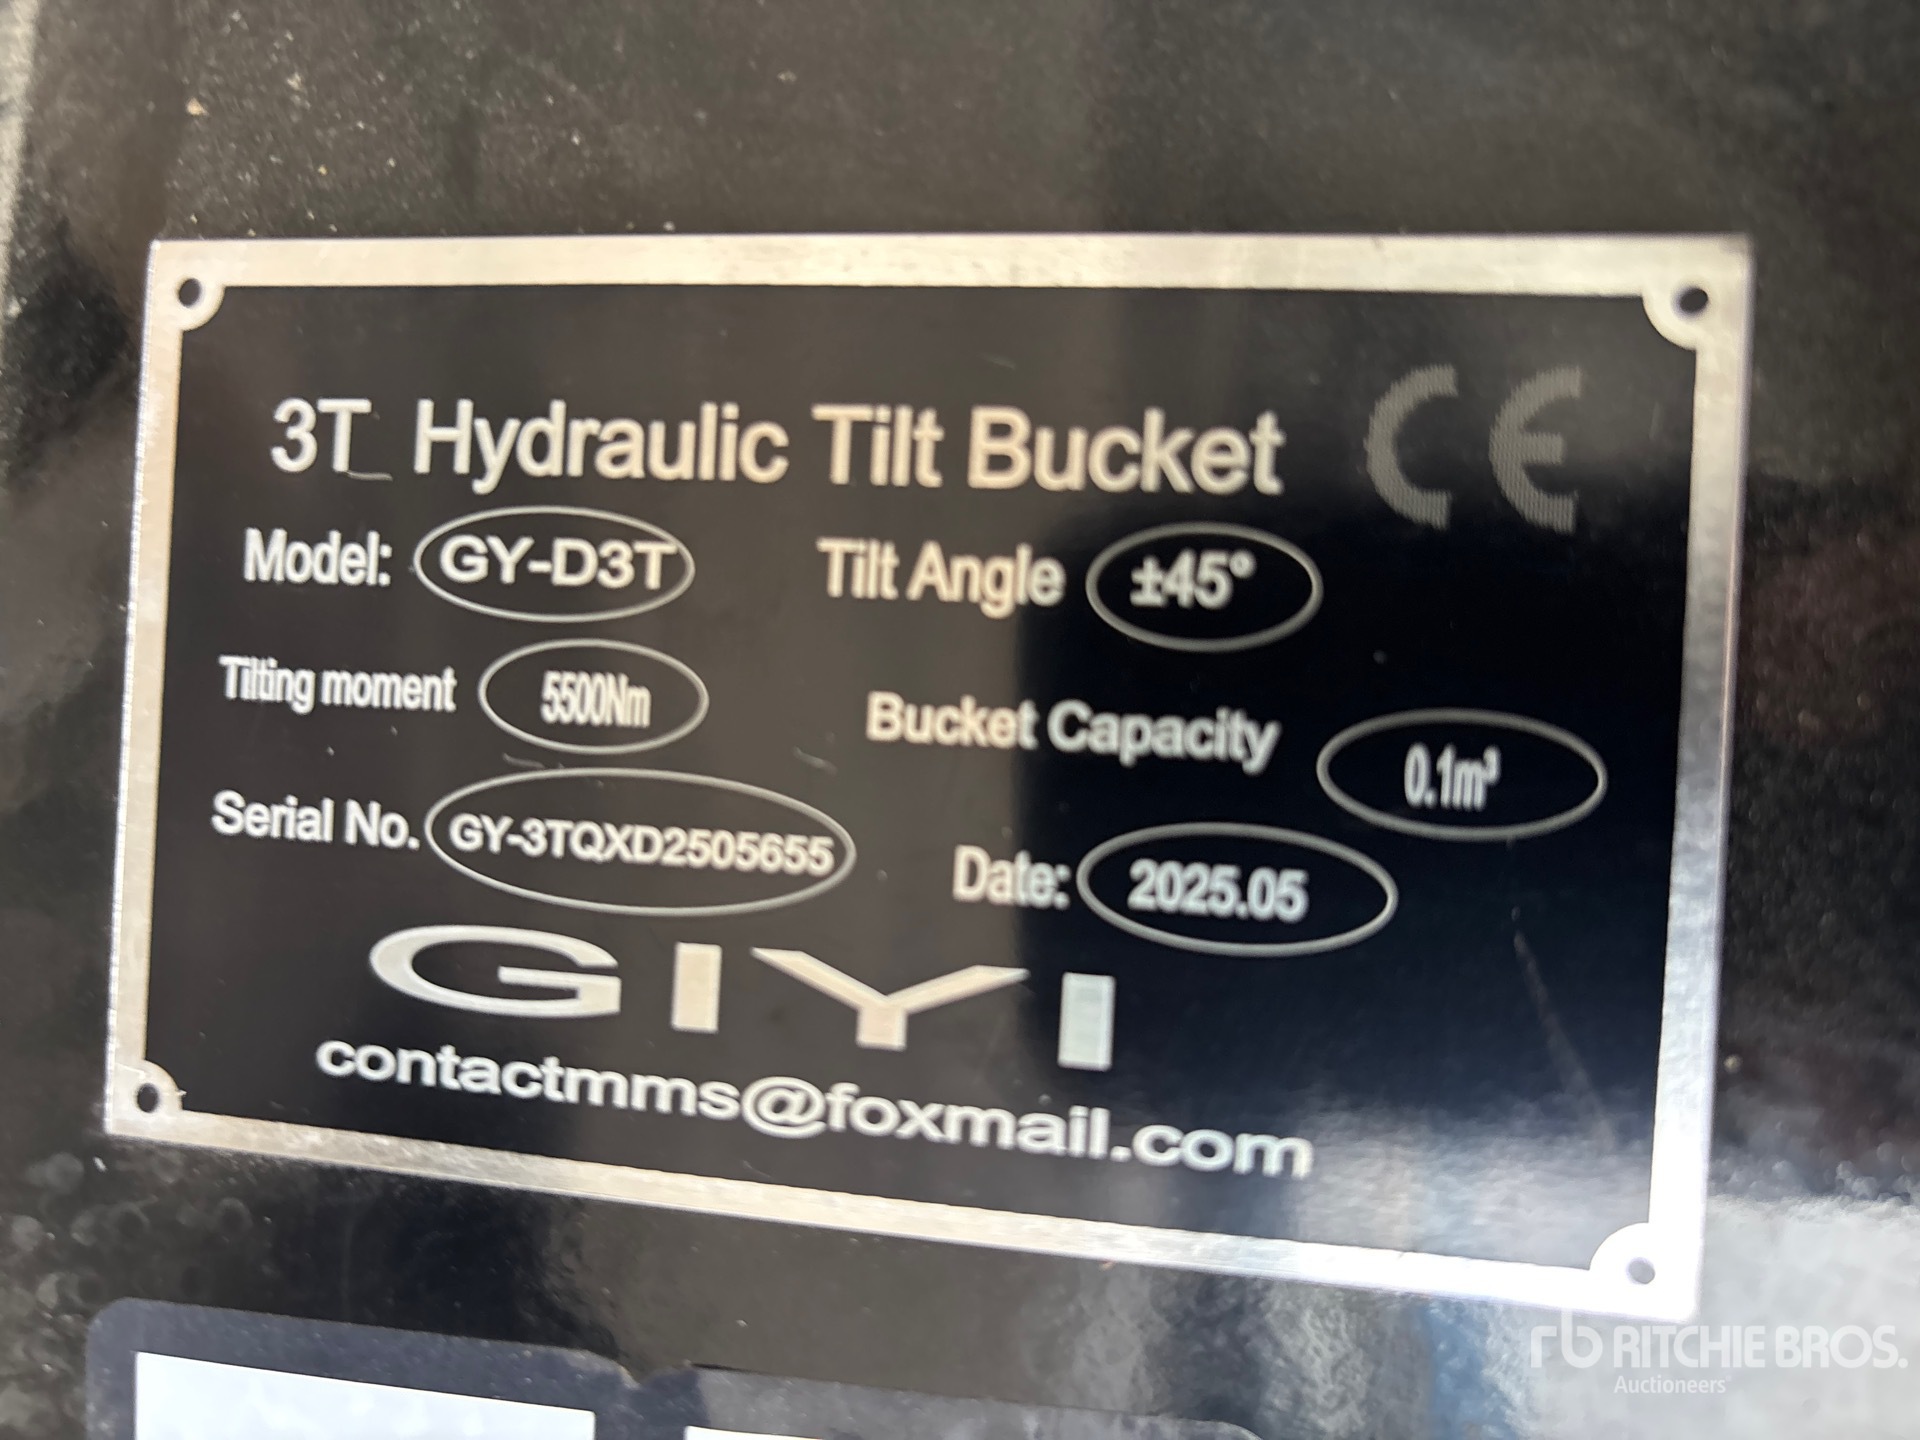 3T Hydraulic Tilt Bucket CE
Model: GY-D3T Tilt Angle ±45°
Tilting moment 5500Nm Bucket Capacity 0.1m³
Serial No. GY-3TQXD2505655 Date: 2025.05
GIYI
contactmms@foxmail.com
rb RITCHIE BROS.
Auctioneers